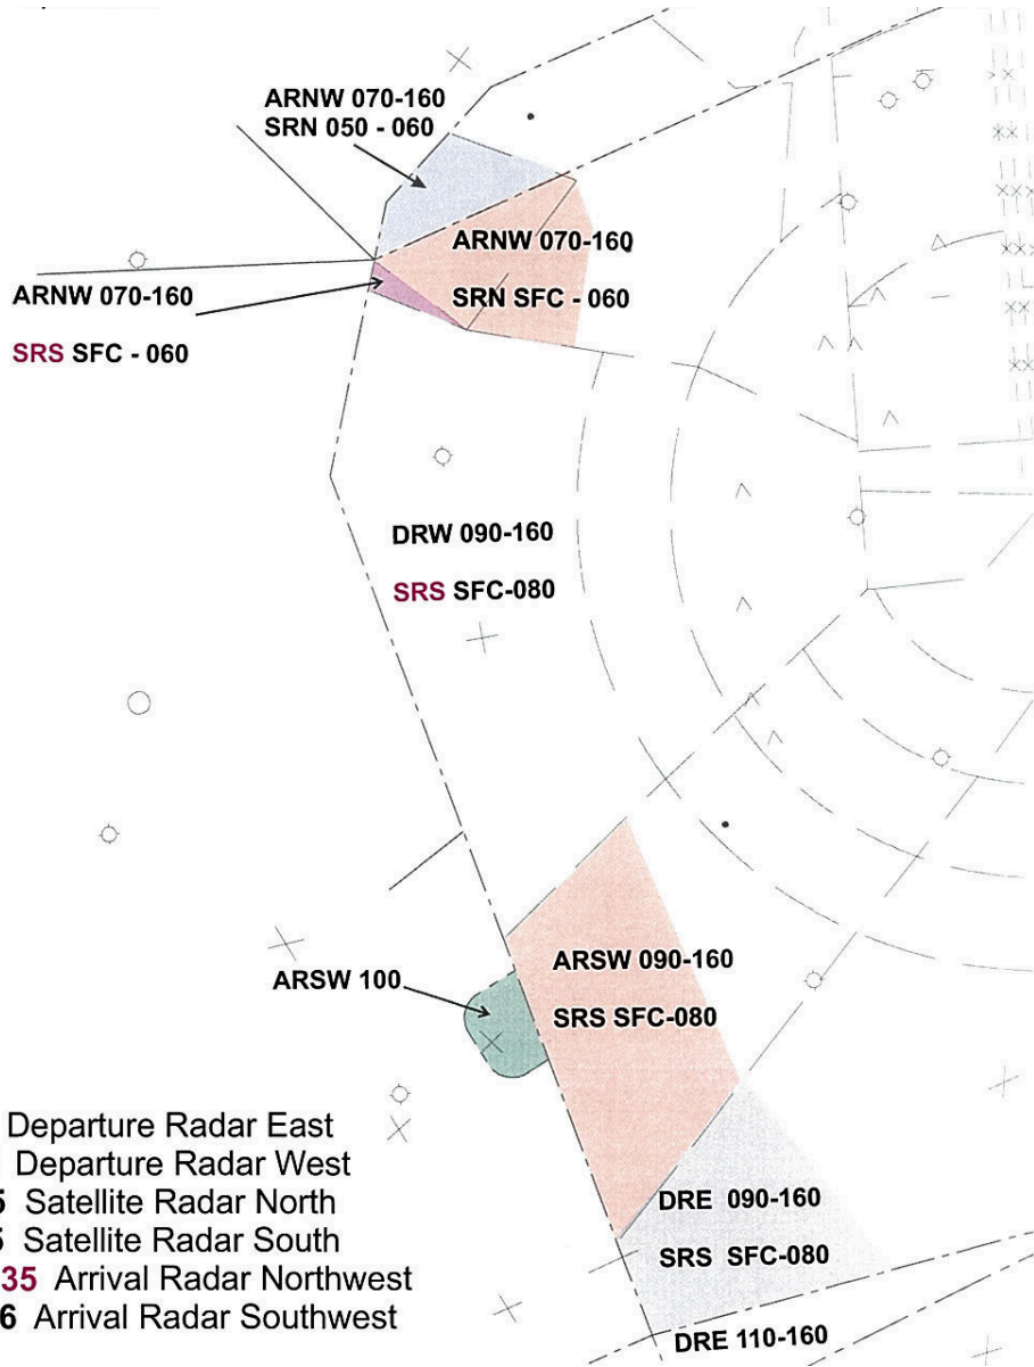 ARNW 070-160
SRN 050 - 060
ARNW 070-160
SRN SFC - 060
ARNW 070-160
SRS SFC - 060
DRW 090-160
SRS SFC-080
ARSW 090-160
SRS SFC-080
ARSW 100
Departure Radar East
Departure Radar West
5 Satellite Radar North
5 Satellite Radar South
35 Arrival Radar Northwest
6 Arrival Radar Southwest
DRE 090-160
SRS SFC-080
DRE 110-160